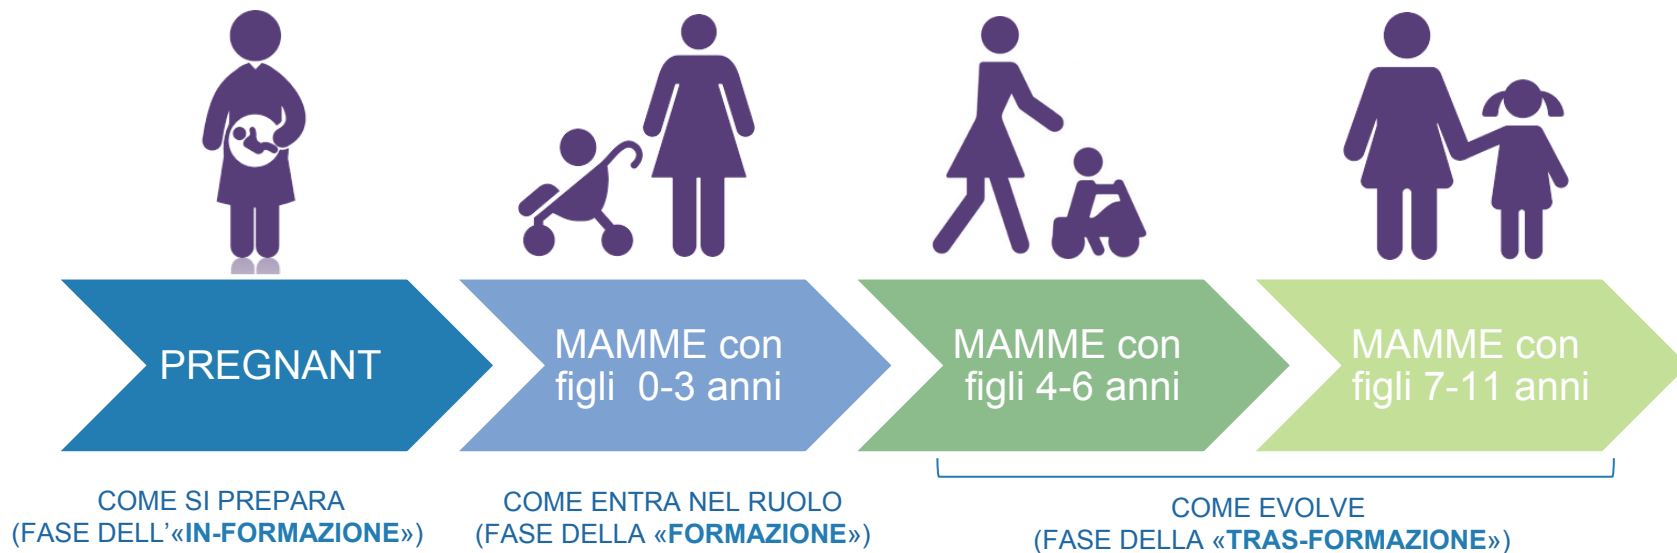 PREGNANT
MAMME con
figli 0-3 anni
MAMME con
figli 4-6 anni
MAMME con
figli 7-11 anni
COME SI PREPARA
(FASE DELL’«IN-FORMAZIONE»)
COME ENTRA NEL RUOLO
(FASE DELLA «FORMAZIONE»)
COME EVOLVE
(FASE DELLA «TRAS-FORMAZIONE»)